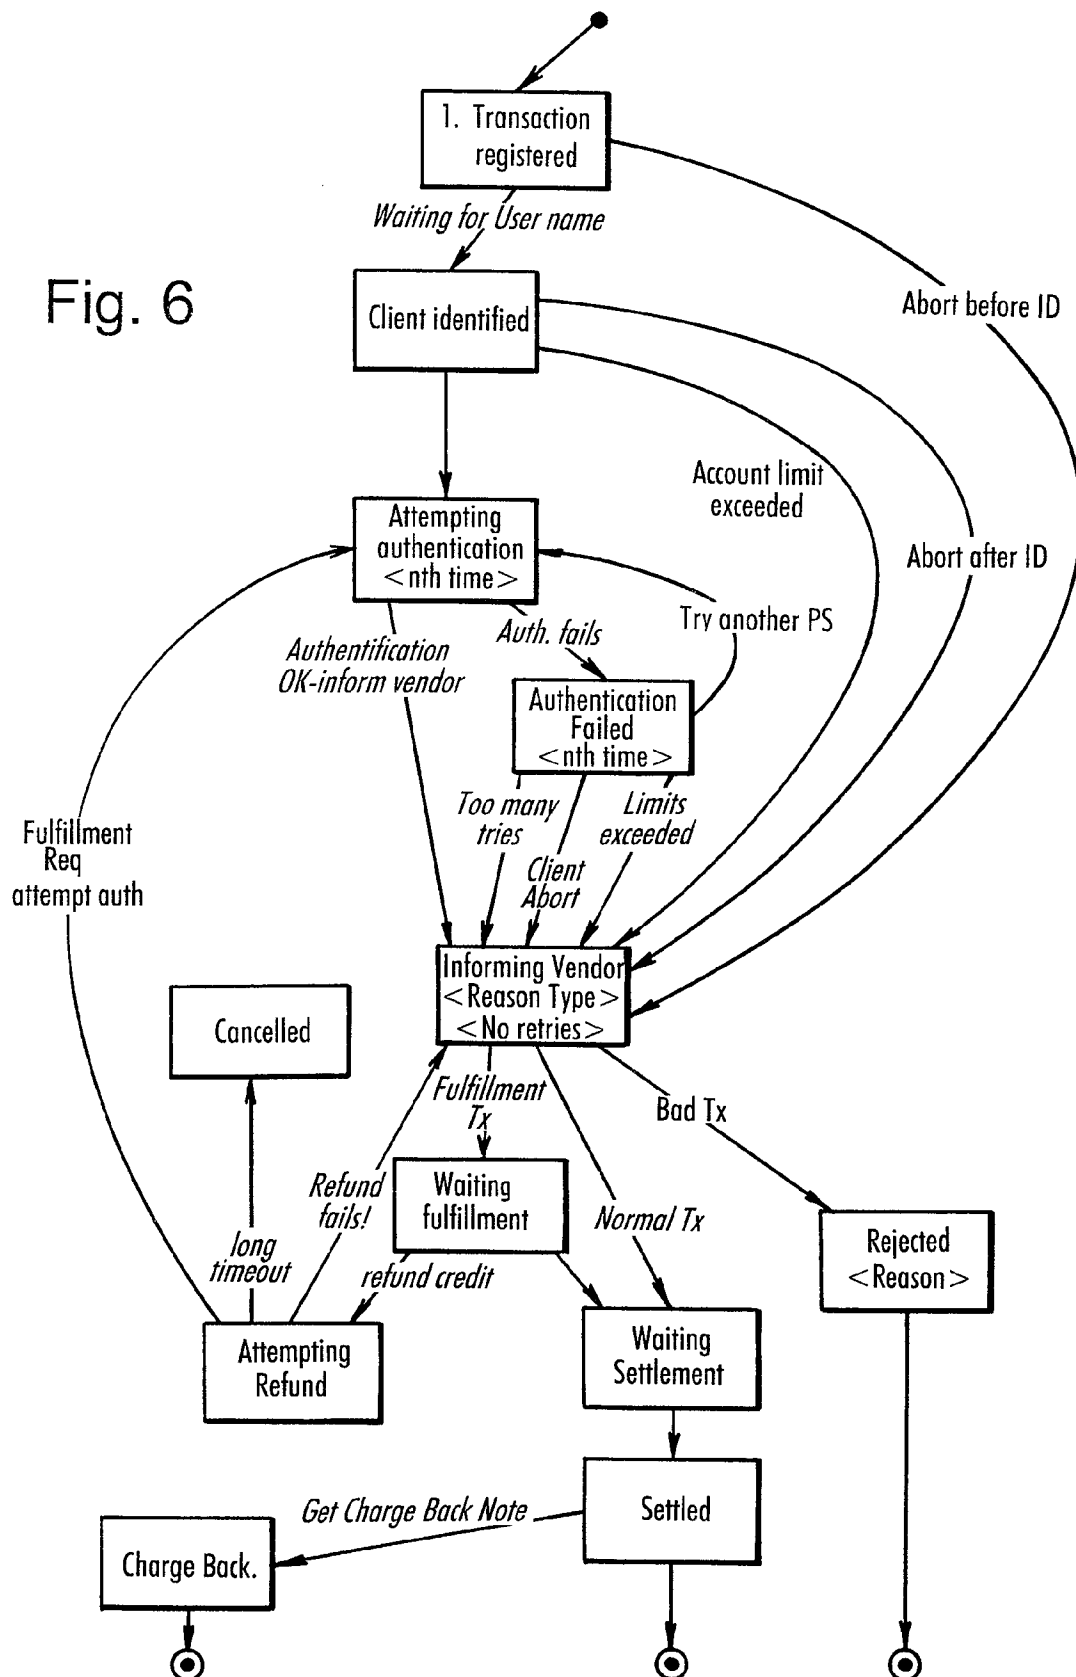 1. Transaction
registered
Waiting for User name
Fig. 6
Client identified
Abort before ID
Account limit
exceeded
Attempting
authentication
<nth time>
Abort after ID
Try another PS
Auth. fails
Authentification
OK-inform vendor
Authentication
Failed
<nth time>
Too many
tries
Limits
exceeded
Client
Abort
Fulfillment
Req
attempt auth
Informing Vendor
<Reason Type>
<No retries>
Cancelled
Fulfillment
Tx
Bad Tx
Refund
fails!
Waiting
fulfillment
Normal Tx
Rejected
<Reason>
long
timeout
refund credit
Attempting
Refund
Waiting
Settlement
Get Charge Back Note
Settled
Charge Back.